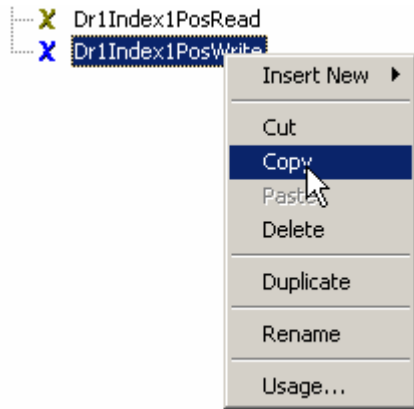 Dr1Index1PosRead
Dr1Index1PosWrite
Insert New
Cut
Copy
Paste
Delete
Duplicate
Rename
Usage...